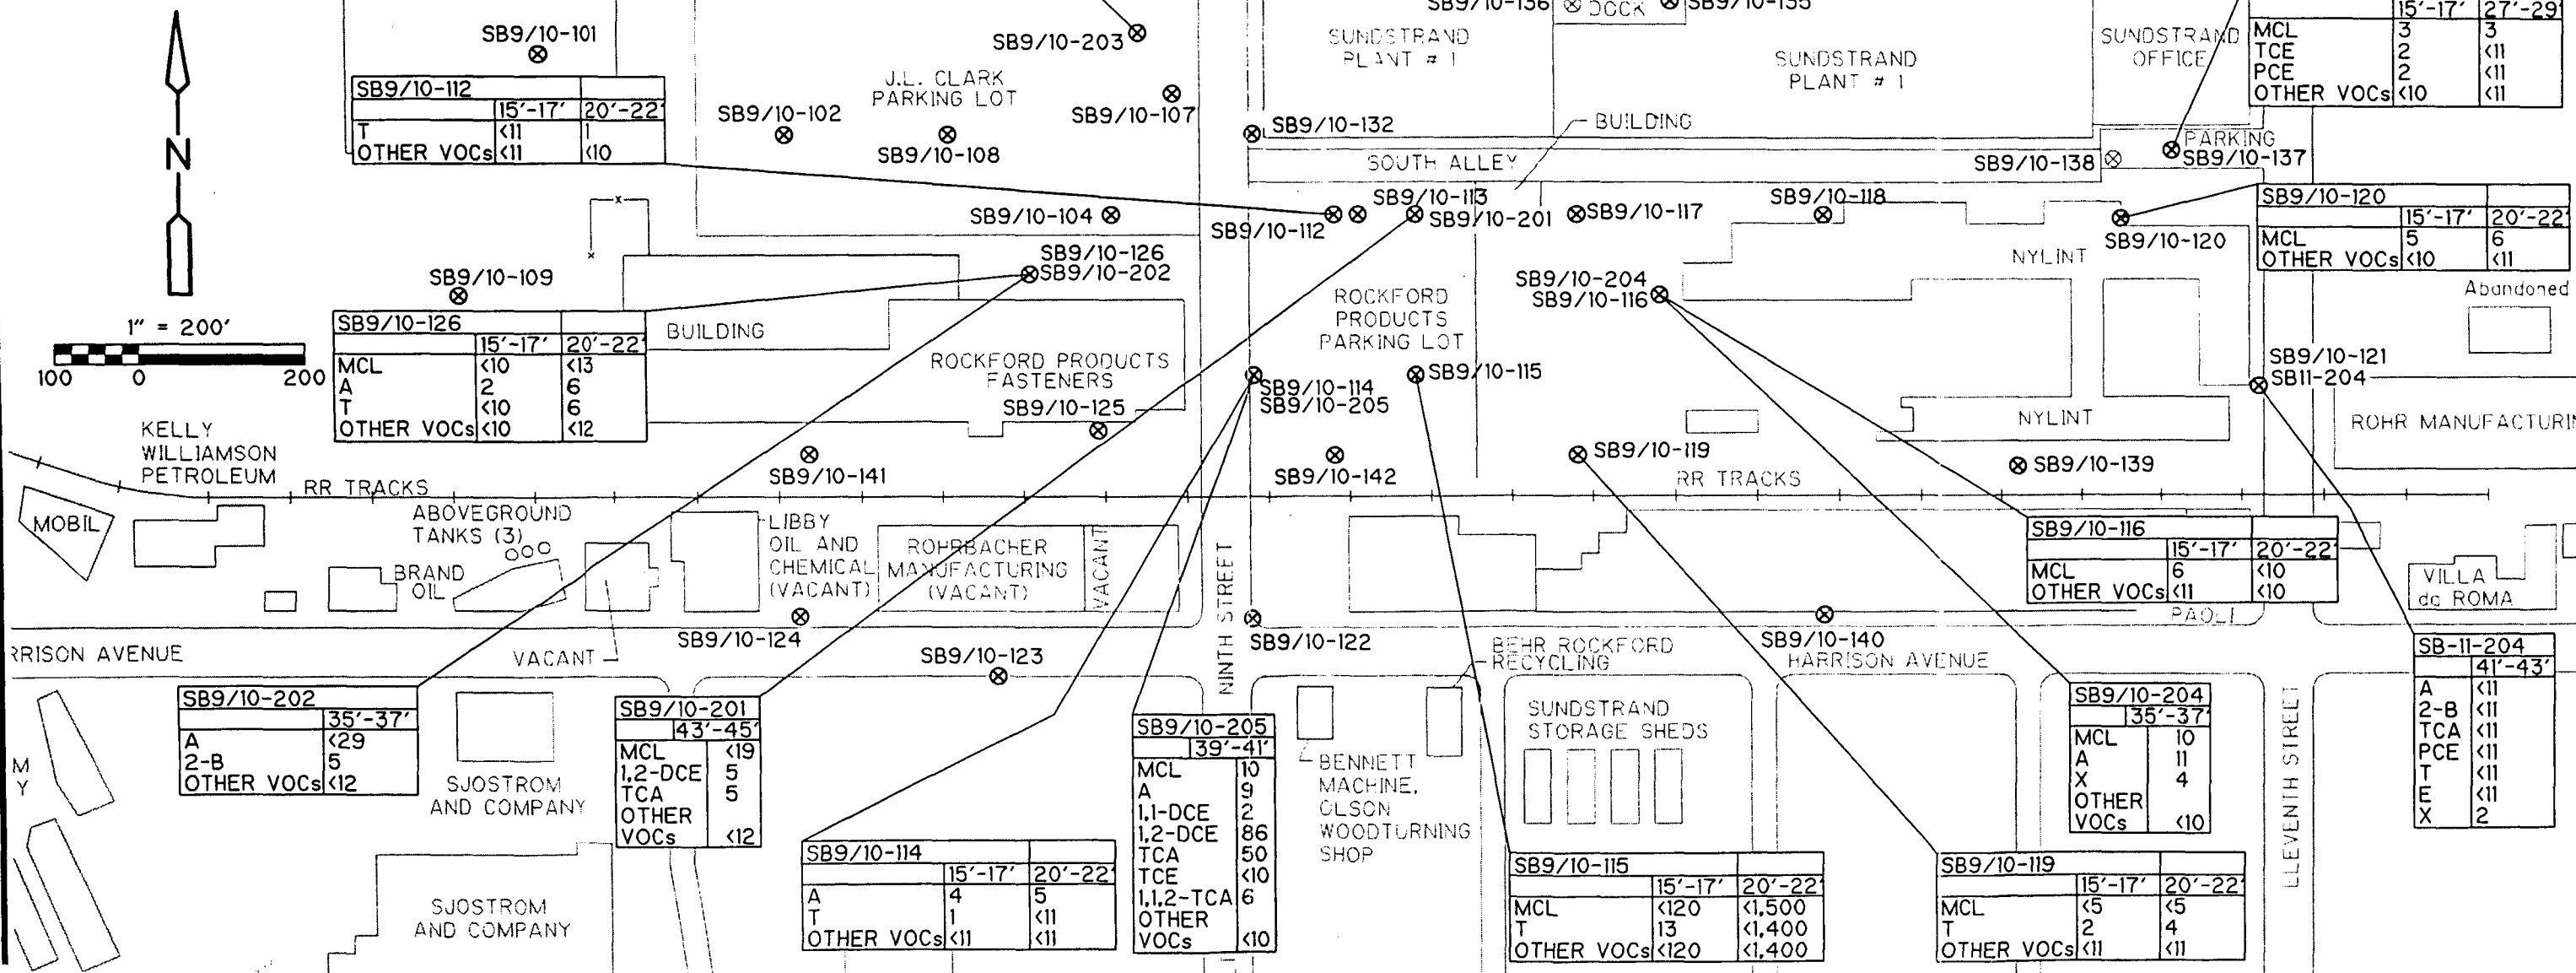 SB9/10-136
DOCK
SB9/10-135
SB9/10-101
SB9/10-203
SUNDSTRAND
PLANT # 1
SUNDSTRAND
PLANT # 1
SUNDSTRAND
OFFICE
15'-17' 27'-29'
MCL 3 3
TCE 2 <11
PCE 2 <11
OTHER VOCs <10 <11
N
SB9/10-112
15'-17' 20'-22'
T <11 1
OTHER VOCs <11 <10
J.L. CLARK
PARKING LOT
SB9/10-102
SB9/10-108
SB9/10-107
SB9/10-132
BUILDING
SOUTH ALLEY
PARKING
SB9/10-138
SB9/10-137
SB9/10-104
SB9/10-112
SB9/10-113
SB9/10-201
SB9/10-117
SB9/10-118
SB9/10-120
SB9/10-120
15'-17' 20'-22'
MCL 5 6
OTHER VOCs <10 <11
SB9/10-109
SB9/10-126
SB9/10-202
SB9/10-204
SB9/10-116
NYLINT
Abandoned
1" = 200'
100 0 200
SB9/10-126
15'-17' 20'-22'
MCL <10 <13
A 2 6
T <10 6
OTHER VOCs <10 <12
BUILDING
ROCKFORD PRODUCTS
FASTENERS
SB9/10-125
ROCKFORD
PRODUCTS
PARKING LOT
SB9/10-114
SB9/10-205
SB9/10-115
SB9/10-121
SB11-204
NYLINT
ROHR MANUFACTURIN
KELLY
WILLIAMSON
PETROLEUM
RR TRACKS
SB9/10-141
SB9/10-142
SB9/10-119
RR TRACKS
SB9/10-139
MOBIL
ABOVEGROUND
TANKS (3)
BRAND
OIL
LIBBY
OIL AND
CHEMICAL
(VACANT)
ROHRBACHER
MANUFACTURING
(VACANT)
VACANT
NINTH STREET
SB9/10-116
15'-17' 20'-22'
MCL 6 <10
OTHER VOCs <11 <10
VILLA
da ROMA
PAOLI
SB9/10-124
SB9/10-122
SB9/10-140
RRISON AVENUE
VACANT
SB9/10-123
BEHR ROCKFORD
RECYCLING
HARRISON AVENUE
SB-11-204
41'-43'
A <11
2-B <11
TCA <11
PCE <11
T <11
E <11
X 2
SB9/10-202
35'-37'
A <29
2-B 5
OTHER VOCs <12
SJOSTROM
AND COMPANY
SB9/10-201
43'-45'
MCL <19
1,2-DCE 5
TCA 5
OTHER
VOCs <12
SB9/10-205
39'-41'
MCL 10
A 9
1,1-DCE 2
1,2-DCE 86
TCA 50
TCE <10
1,1,2-TCA 6
OTHER
VOCs <10
BENNETT
MACHINE,
OLSON
WOODTURNING
SHOP
SUNDSTRAND
STORAGE SHEDS
SB9/10-204
35'-37'
MCL 10
A 11
X 4
OTHER
VOCs <10
ELEVENTH STREET
M
Y
SJOSTROM
AND COMPANY
SB9/10-114
15'-17' 20'-22'
A 4 5
T 1 <11
OTHER VOCs <11 <11
SB9/10-115
15'-17' 20'-22'
MCL <120 <1,500
T 13 <1,400
OTHER VOCs <120 <1,400
SB9/10-119
15'-17' 20'-22'
MCL <5 <5
T 2 4
OTHER VOCs <11 <11